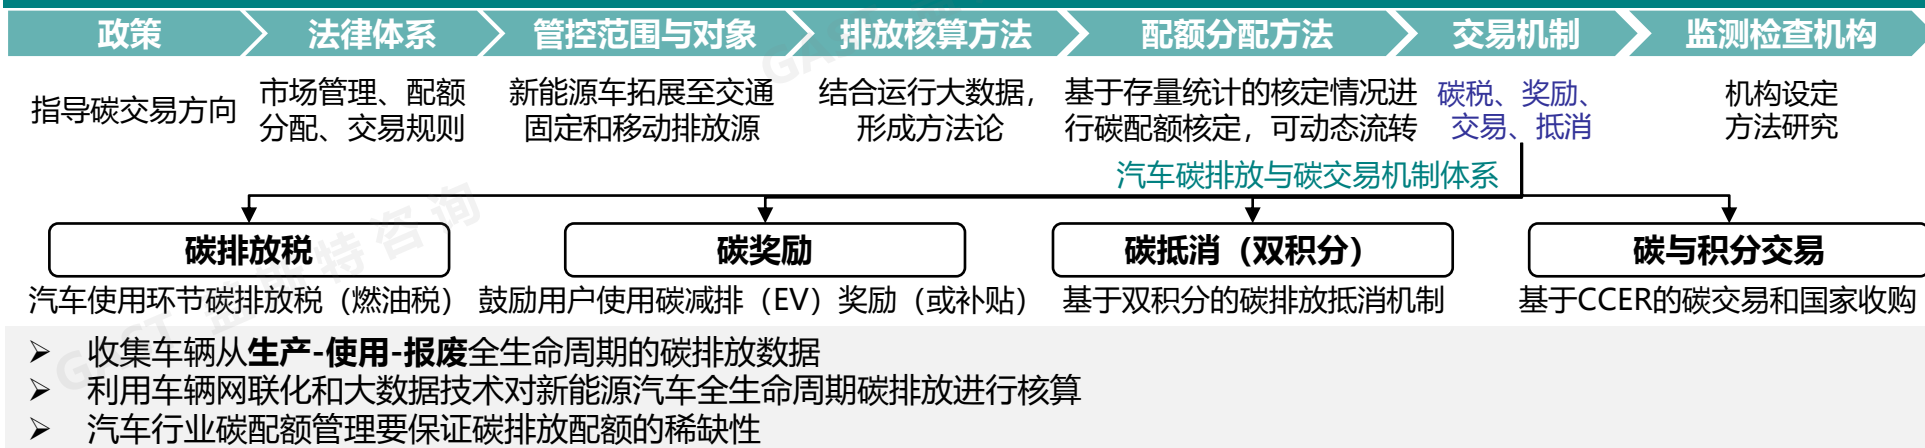 政策 法律体系 管控范围与对象 排放核算方法 配额分配方法 交易机制 监测检查机构
指导碳交易方向
市场管理、配额
分配、交易规则
新能源车拓展至交通
固定和移动排放源
结合运行大数据,
形成方法论
基于存量统计的核定情况进
行碳配额核定,可动态流转
碳税、奖励、
交易、抵消
机构设定
方法研究
汽车碳排放与碳交易机制体系
碳排放税 碳奖励 碳抵消(双积分) 碳与积分交易
汽车使用环节碳排放税(燃油税) 鼓励用户使用碳减排(EV)奖励(或补贴) 基于双积分的碳排放抵消机制 基于CCER的碳交易和国家收购
➢ 收集车辆从生产-使用-报废全生命周期的碳排放数据
➢ 利用车辆网联化和大数据技术对新能源汽车全生命周期碳排放进行核算
➢ 汽车行业碳配额管理要保证碳排放配额的稀缺性